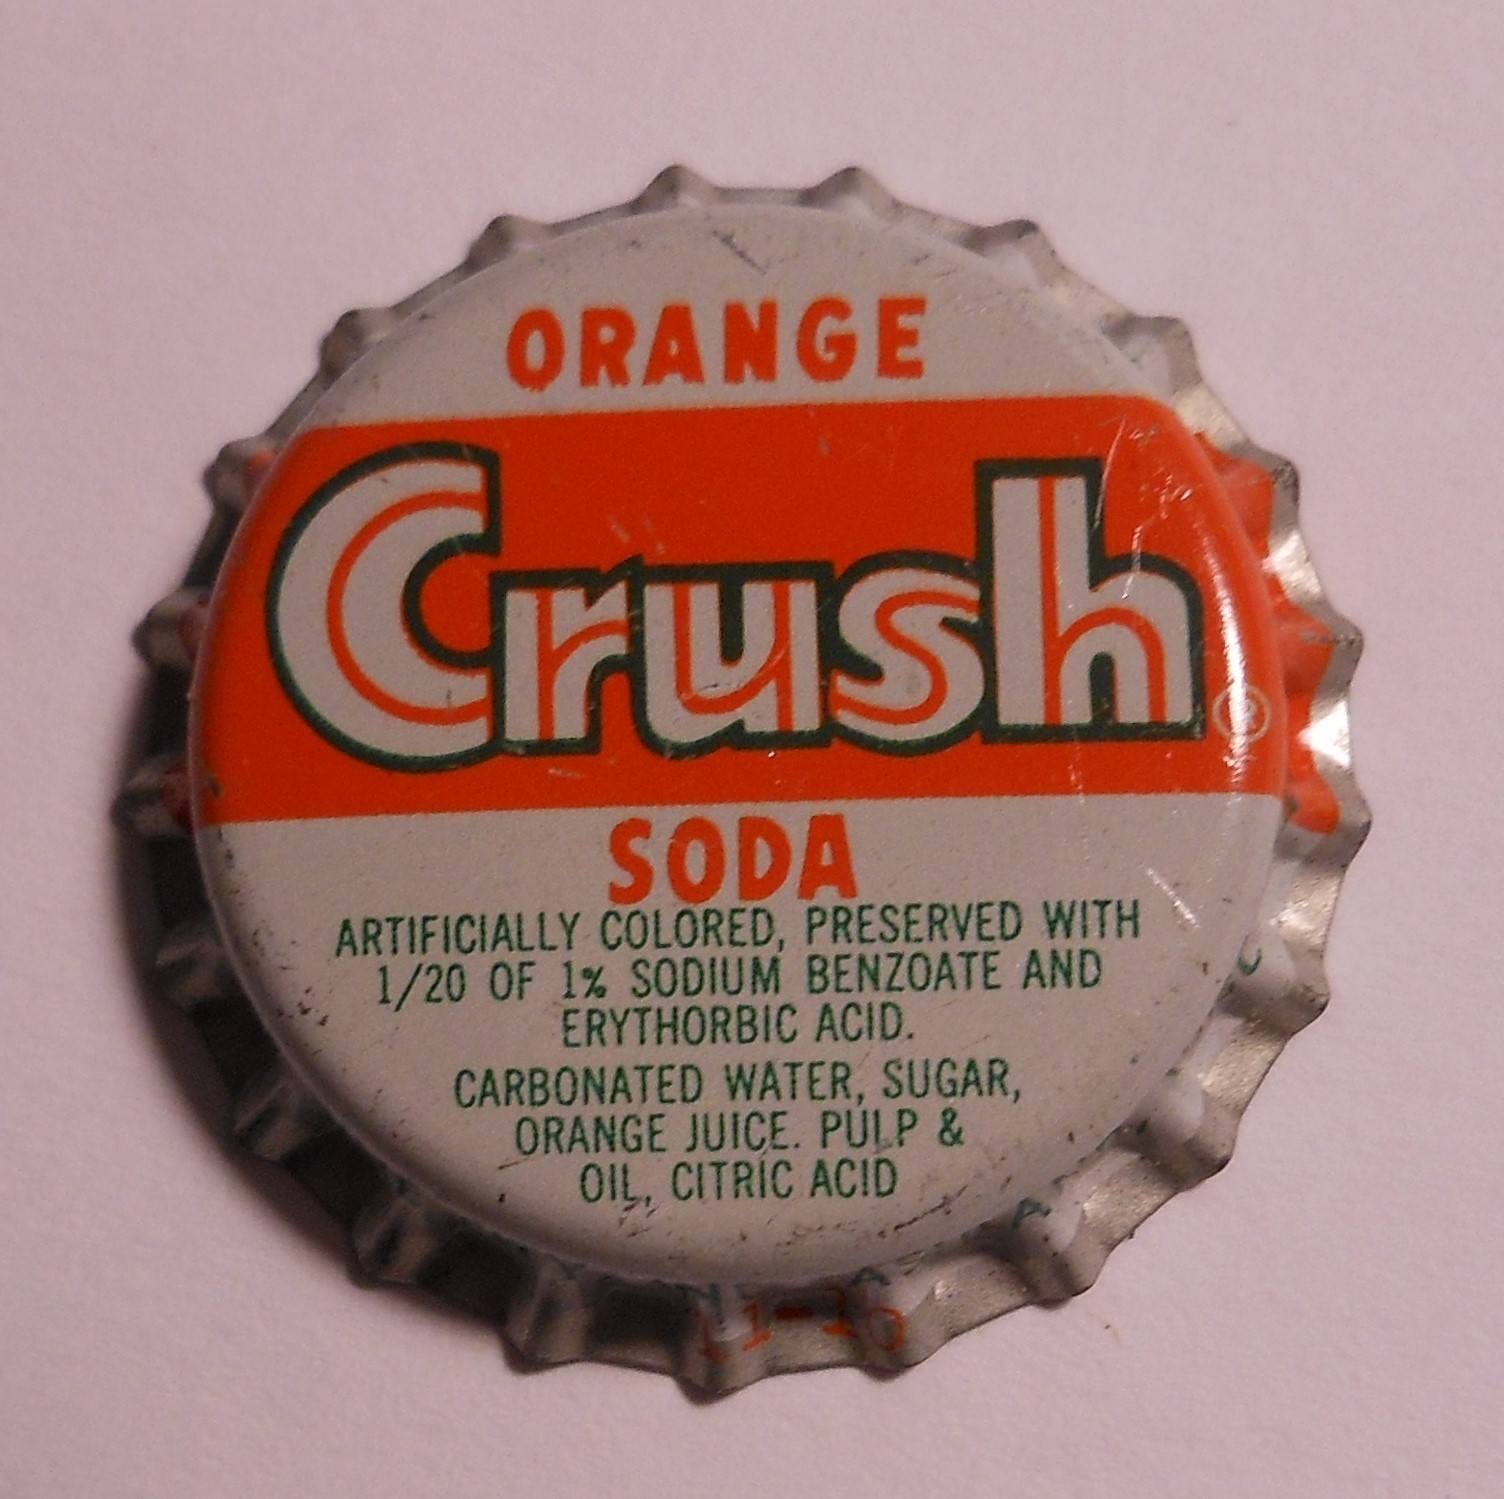 ORANGE
Crush®
SODA
ARTIFICIALLY COLORED, PRESERVED WITH
1/20 OF 1% SODIUM BENZOATE AND
ERYTHORBIC ACID.
CARBONATED WATER, SUGAR,
ORANGE JUICE. PULP &
OIL, CITRIC ACID